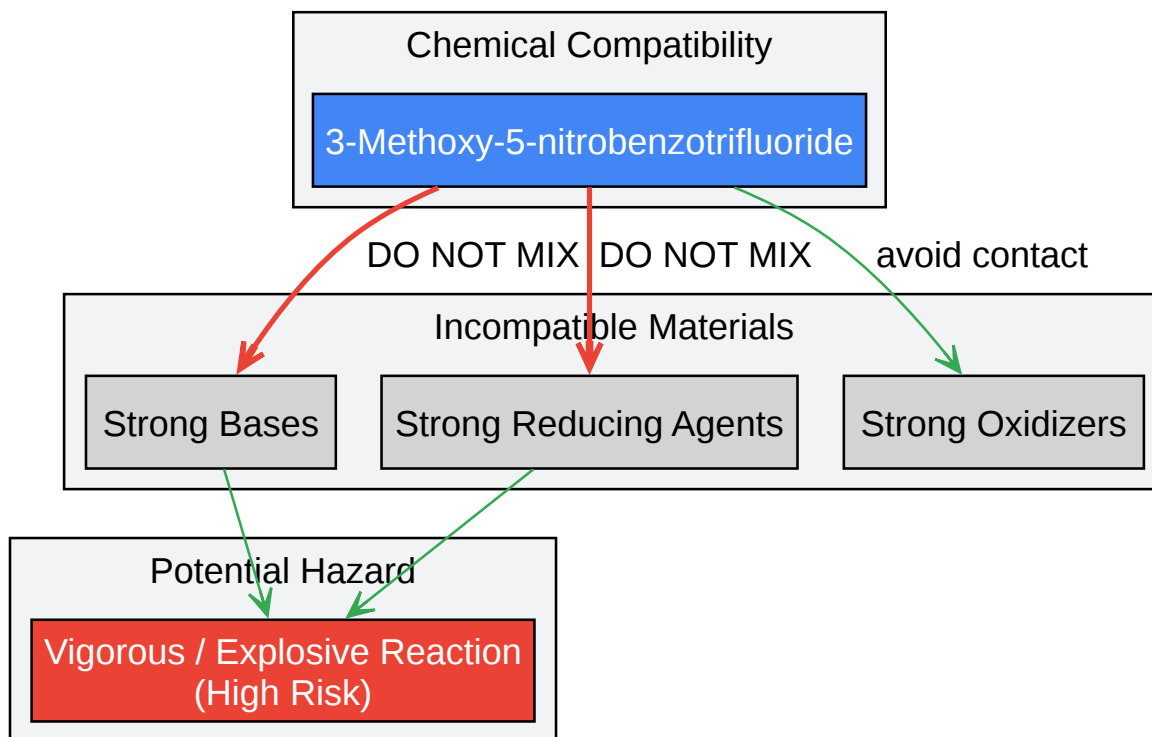 Chemical Compatibility
3-Methoxy-5-nitrobenzotrifluoride
DO NOT MIX
DO NOT MIX
avoid contact
Incompatible Materials
Strong Bases
Strong Reducing Agents
Strong Oxidizers
Potential Hazard
Vigorous / Explosive Reaction
(High Risk)